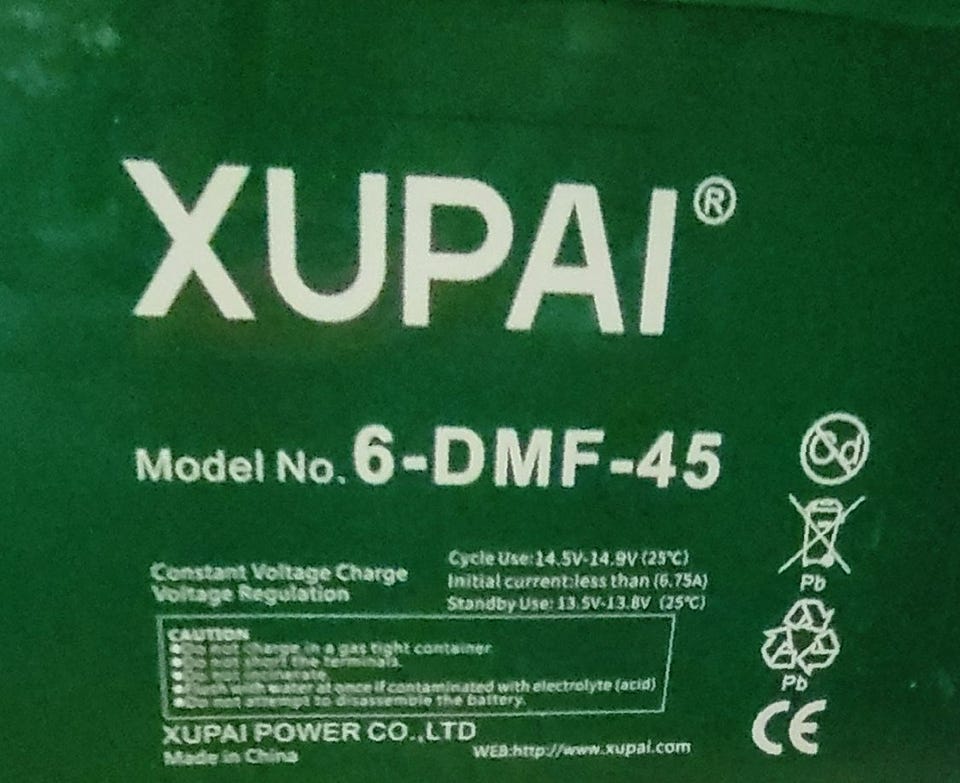 XUPAI®
Model No. 6-DMF-45
Cd
Constant Voltage Charge
Voltage Regulation
Cycle Use:14.5V-14.9V (25℃)
Initial current:less than (6.75A)
Standby Use: 13.5V-13.8V (25℃)
Pb
CAUTION
●Do not charge in a gas tight container
●Do not short the terminals.
●Do not incinerate
●Flush with water at once if contaminated with electrolyte (acid)
●Do not attempt to disassemble the battery.
Pb
XUPAI POWER CO.,LTD
Made in China
WEB:http://www.xupai.com
CE